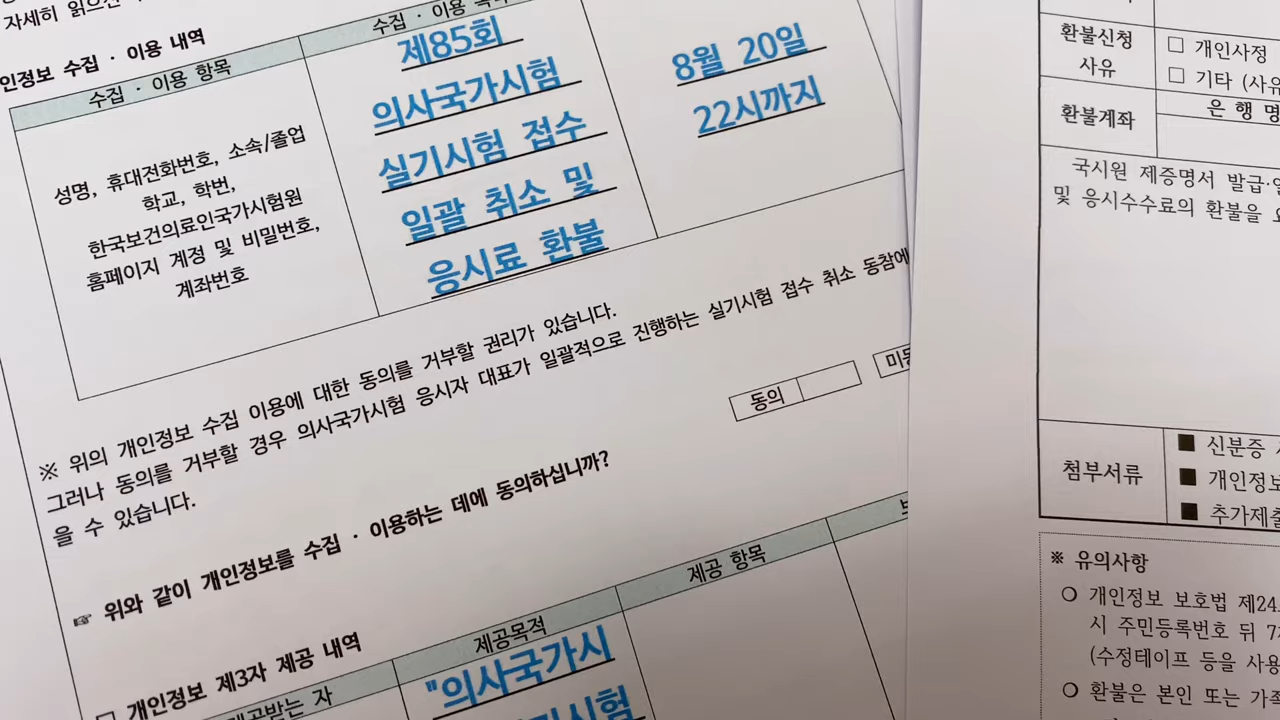 자세히 읽으신
인정보 수집 · 이용 내역
수집 · 이용 항목
수집 · 이용
성명, 휴대전화번호, 소속/졸업
학교, 학번,
한국보건의료인국가시험원
홈페이지 계정 및 비밀번호,
계좌번호
제85회
의사국가시험
실기시험 접수
일괄 취소 및
응시료 환불
8월 20일
22시까지
※ 위의 개인정보 수집 이용에 대한 동의를 거부할 권리가 있습니다.
그러나 동의를 거부할 경우 의사국가시험 응시자 대표가 일괄적으로 진행하는 실기시험 접수 취소 동참에
을 수 있습니다.
☞ 위와 같이 개인정보를 수집 · 이용하는 데에 동의하십니까?
동의
□ 개인정보 제3자 제공 내역
제공받는 자
제공목적
제공 항목
"의사국가시
환불신청
사유
□ 개인사정
□ 기타 (사유
환불계좌
은 행 명
국시원 제증명서 발급·
및 응시수수료의 환불을
첨부서류
■ 신분증
■ 개인정보
■ 추가제출
※ 유의사항
○ 개인정보 보호법 제24
시 주민등록번호 뒤 7
(수정테이프 등을 사용
○ 환불은 본인 또는 가족